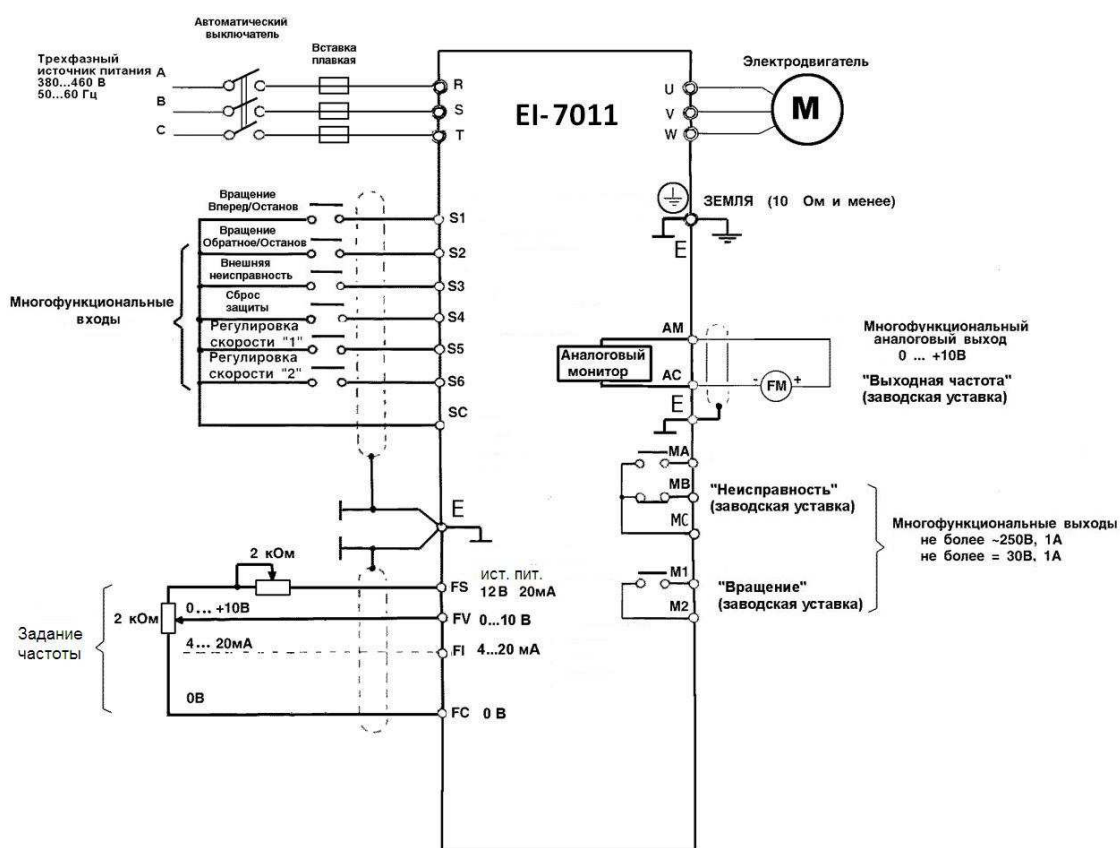 Автоматический
выключатель
Вставка
плавкая
Трехфазный
источник питания
380...460 В
50...60 Гц
A
B
C
R
S
T
EI-7011
U
V
W
Электродвигатель
M
ЗЕМЛЯ (10 Ом и менее)
E
Многофункциональные
входы
Вращение
Вперед/Останов
S1
Вращение
Обратное/Останов
S2
Внешняя
неисправность
S3
Сброс
защиты
S4
Регулировка
скорости "1"
S5
Регулировка
скорости "2"
S6
SC
E
Аналоговый
монитор
AM
AC
E
- FM +
Многофункциональный
аналоговый выход
0 ... +10В
"Выходная частота"
(заводская уставка)
MA
MB
MC
"Неисправность"
(заводская уставка)
M1
M2
"Вращение"
(заводская уставка)
Многофункциональные выходы
не более ~250В, 1А
не более = 30В, 1А
Задание
частоты
2 кОм
2 кОм
0... +10В
4... 20мА
0В
FS
ист. пит.
12В 20мА
FV 0...10 В
FI 4...20 мА
FC 0 В